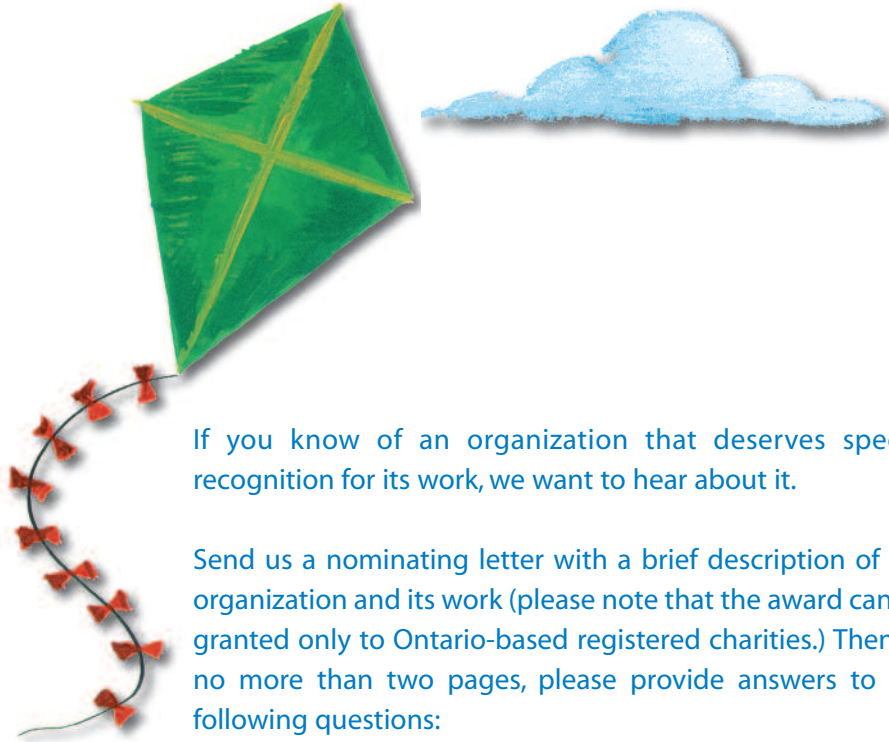 If you know of an organization that deserves
recognition for its work, we want to hear about it.
Send us a nominating letter with a brief description of
organization and its work (please note that the award can
granted only to Ontario-based registered charities.) Then
no more than two pages, please provide answers to
following questions: